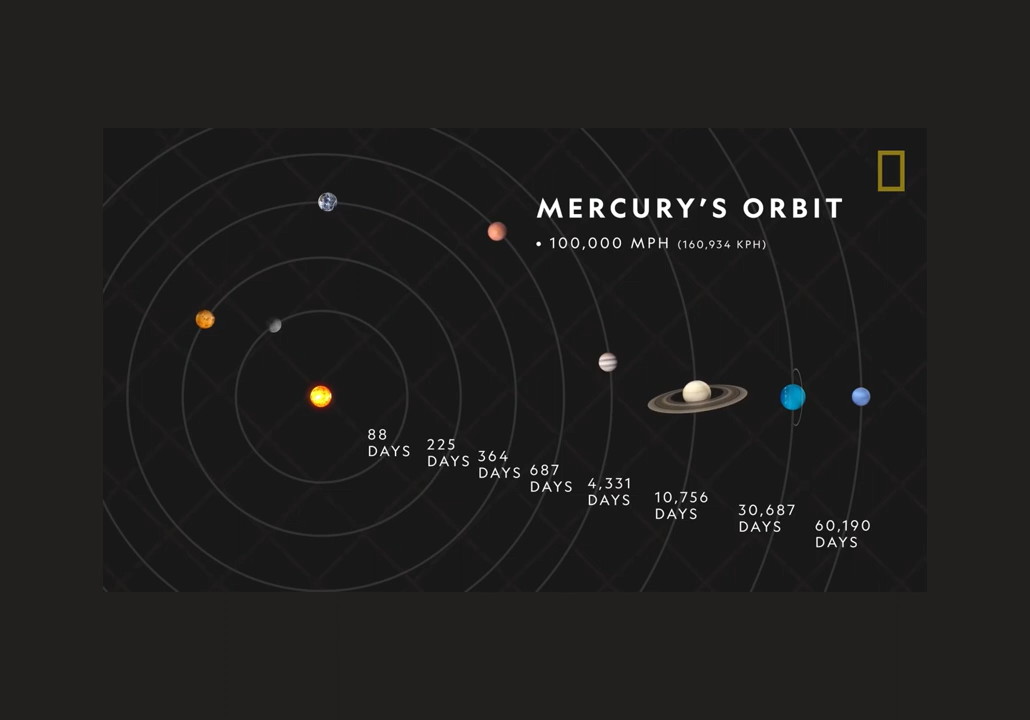 MERCURY'S ORBIT
• 100,000 MPH (160,934 KPH)
88
DAYS
225
DAYS
364
DAYS
687
DAYS
4,331
DAYS
10,756
DAYS
30,687
DAYS
60,190
DAYS